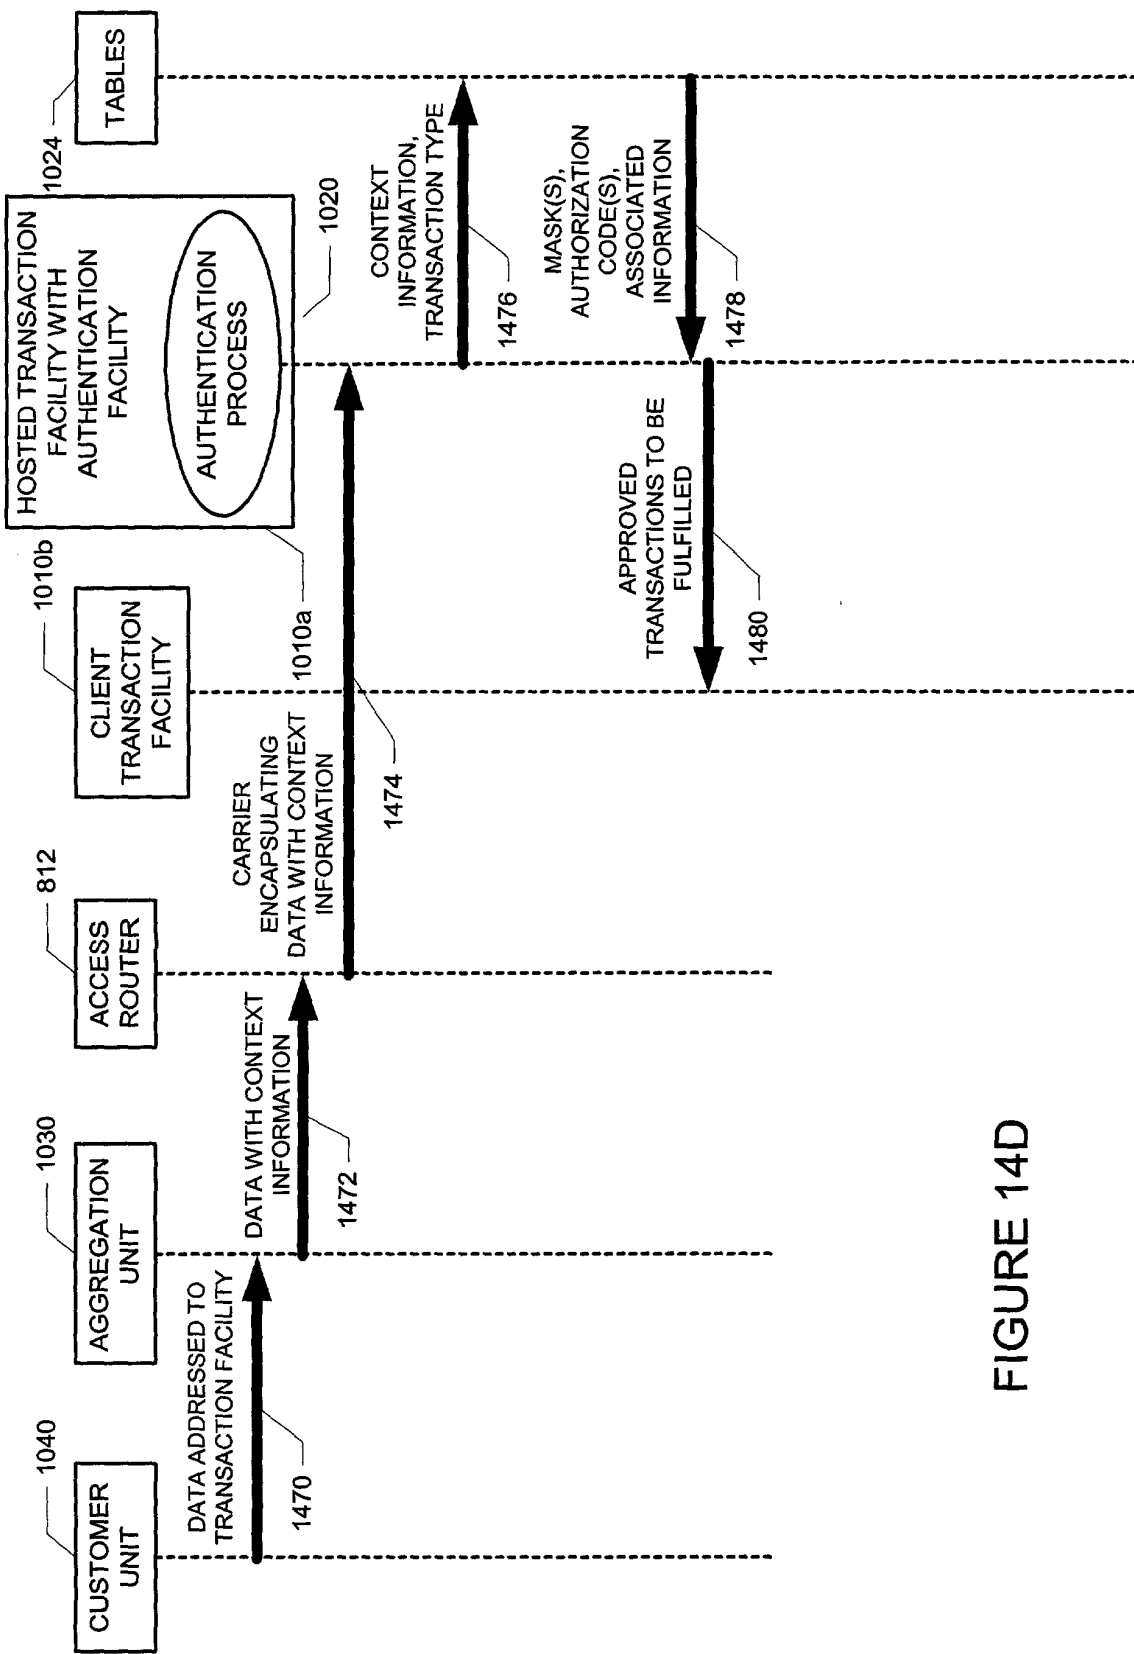 1040
CUSTOMER
UNIT
1030
AGGREGATION
UNIT
812
ACCESS
ROUTER
1010b
CLIENT
TRANSACTION
FACILITY
HOSTED TRANSACTION
FACILITY WITH
AUTHENTICATION
FACILITY
AUTHENTICATION
PROCESS
1010a
1020
1024
TABLES
DATA ADDRESSED TO
TRANSACTION FACILITY
1470
DATA WITH CONTEXT
INFORMATION
1472
CARRIER
ENCAPSULATING
DATA WITH CONTEXT
INFORMATION
1474
CONTEXT
INFORMATION,
TRANSACTION TYPE
1476
MASK(S),
AUTHORIZATION
CODE(S),
ASSOCIATED
INFORMATION
1478
APPROVED
TRANSACTIONS TO BE
FULFILLED
1480
FIGURE 14D